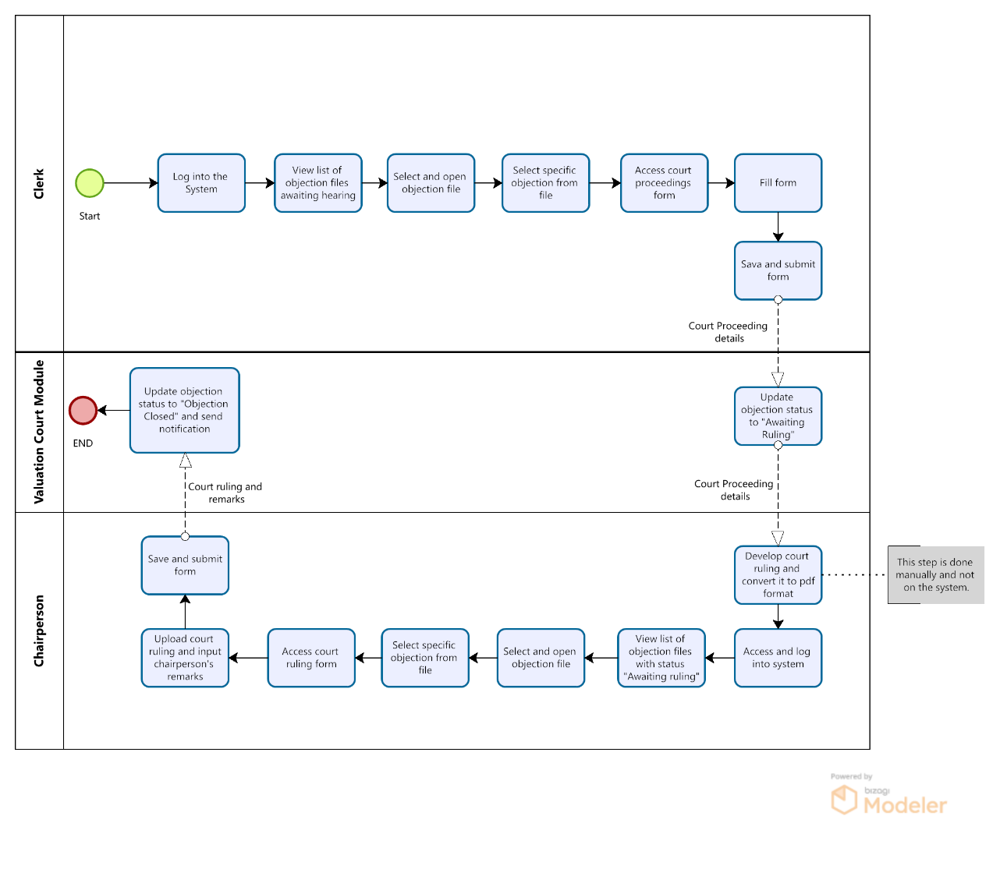 Clerk
Start
Log into the
System
View list of
objection files
awaiting hearing
Select and open
objection file
Select specific
objection from
file
Access court
proceedings
form
Fill form
Sava and submit
form
Court Proceeding
details
Valuation Court Module
END
Update objection
status to "Objection
Closed" and send
notification
Update
objection status
to "Awaiting
Ruling"
Court ruling and
remarks
Court Proceeding
details
Chairperson
Save and submit
form
Develop court
ruling and
convert it to pdf
format
This step is done
manually and not
on the system.
Upload court
ruling and input
chairperson's
remarks
Access court
ruling form
Select specific
objection from
file
Select and open
objection file
View list of
objection files
with status
"Awaiting ruling"
Access and log
into system
Powered by
bizagi
Modeler